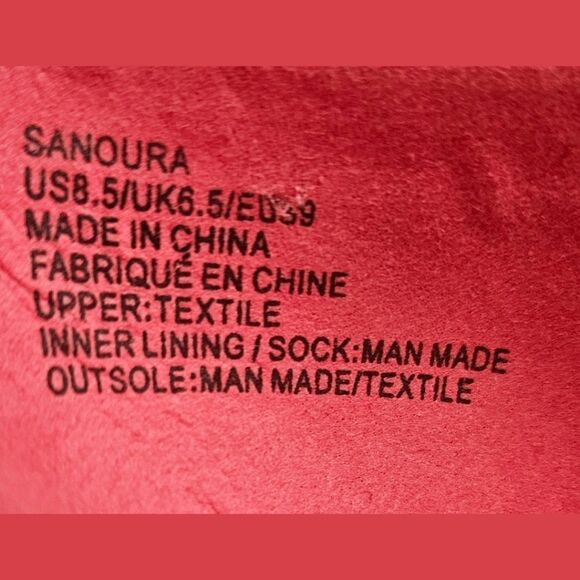 SANOURA
US8.5/UK6.5/EU39
MADE IN CHINA
FABRIQUÉ EN CHINE
UPPER:TEXTILE
INNER LINING / SOCK:MAN MADE
OUTSOLE:MAN MADE/TEXTILE